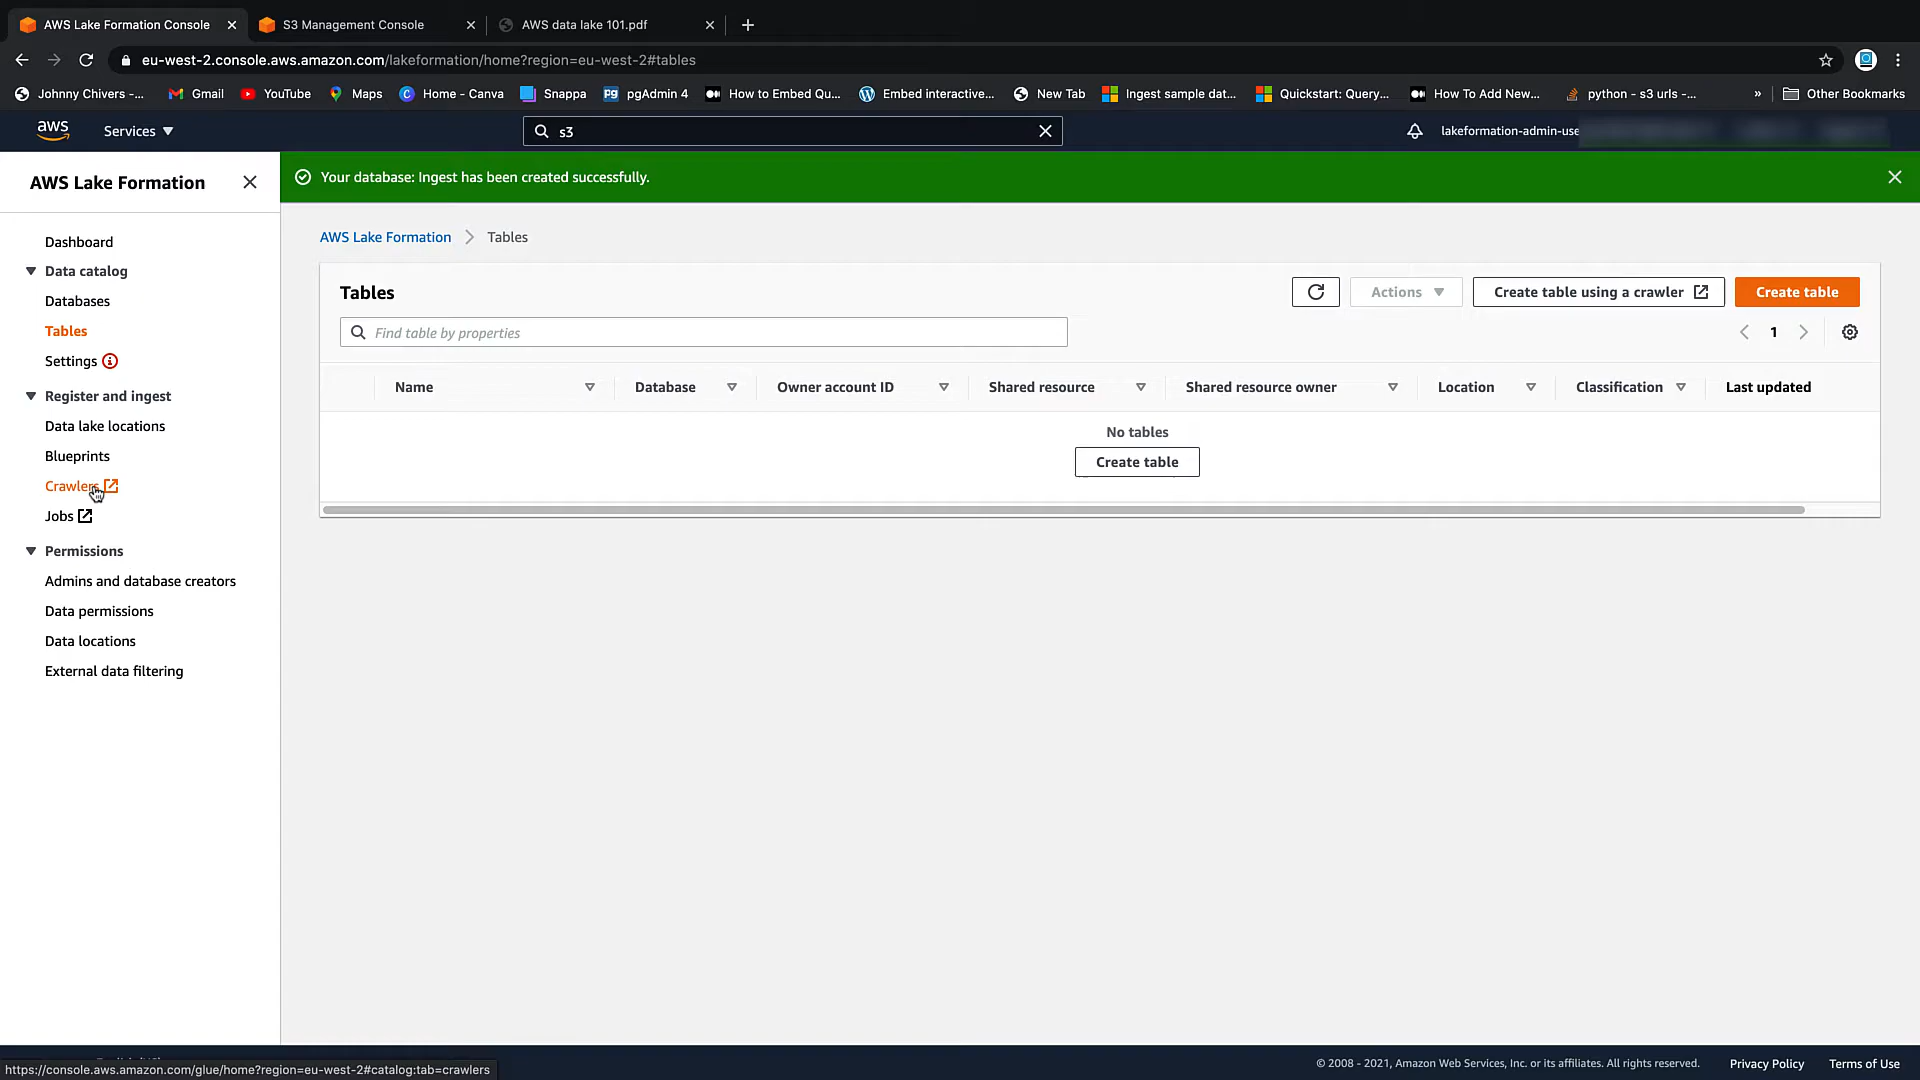 AWS Lake Formation Console
S3 Management Console
AWS data lake 101.pdf
eu-west-2.console.aws.amazon.com/lakeformation/home?region=eu-west-2#tables
Johnny Chivers -...
Gmail
YouTube
Maps
Home - Canva
Snappa
pgAdmin 4
How to Embed Qu...
Embed interactive...
New Tab
Ingest sample dat...
Quickstart: Query...
How To Add New...
python - s3 urls -...
»
Other Bookmarks
aws
Services
s3
lakeformation-admin-use
AWS Lake Formation
Your database: Ingest has been created successfully.
Dashboard
Data catalog
Databases
Tables
Settings
Register and ingest
Data lake locations
Blueprints
Crawlers
Jobs
Permissions
Admins and database creators
Data permissions
Data locations
External data filtering
AWS Lake Formation > Tables
Tables
Actions
Create table using a crawler
Create table
Find table by properties
1
Name Database Owner account ID Shared resource Shared resource owner Location Classification Last updated
No tables
Create table
https://console.aws.amazon.com/glue/home?region=eu-west-2#catalog:tab=crawlers
© 2008 - 2021, Amazon Web Services, Inc. or its affiliates. All rights reserved. Privacy Policy Terms of Use